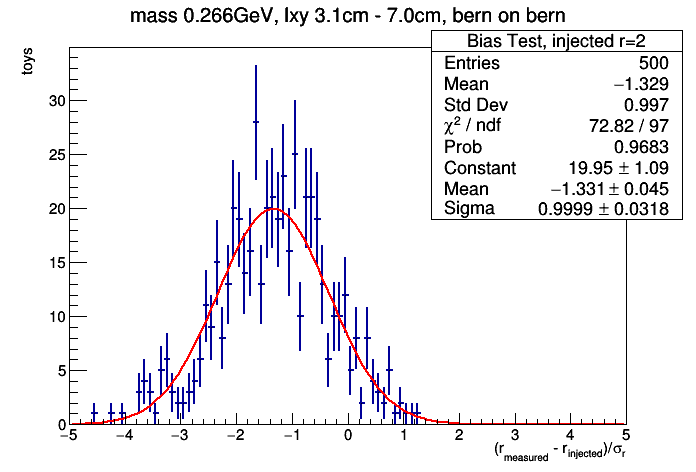 mass 0.266GeV, lxy 3.1cm - 7.0cm, bern on bern
Bias Test, injected r=2
Entries 500
Mean −1.329
Std Dev 0.997
χ² / ndf 72.82 / 97
Prob 0.9683
Constant 19.95 ± 1.09
Mean −1.331 ± 0.045
Sigma 0.9999 ± 0.0318
toys
30
25
20
15
10
5
0
−5 −4 −3 −2 −1 0 1 2 3 4 5
(r_measured - r_injected)/σ_r